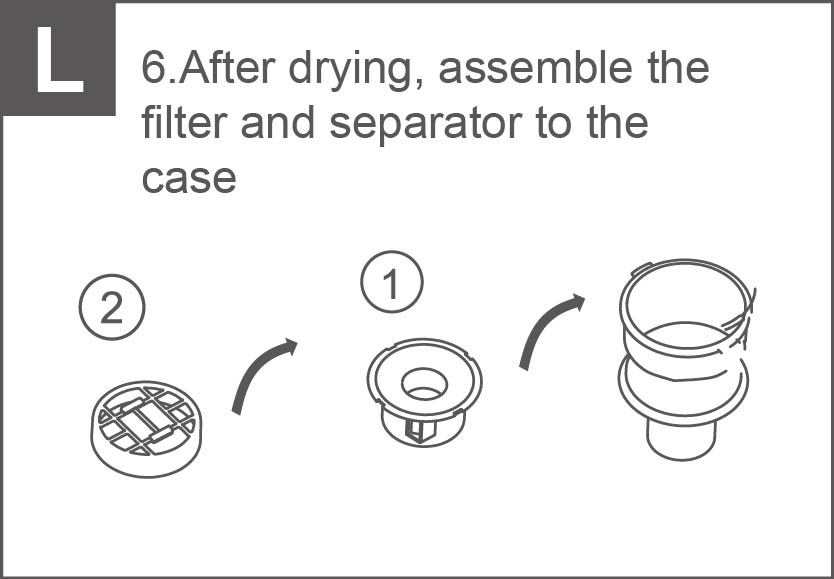 L
6.After drying, assemble the
filter and separator to the
case
2
1